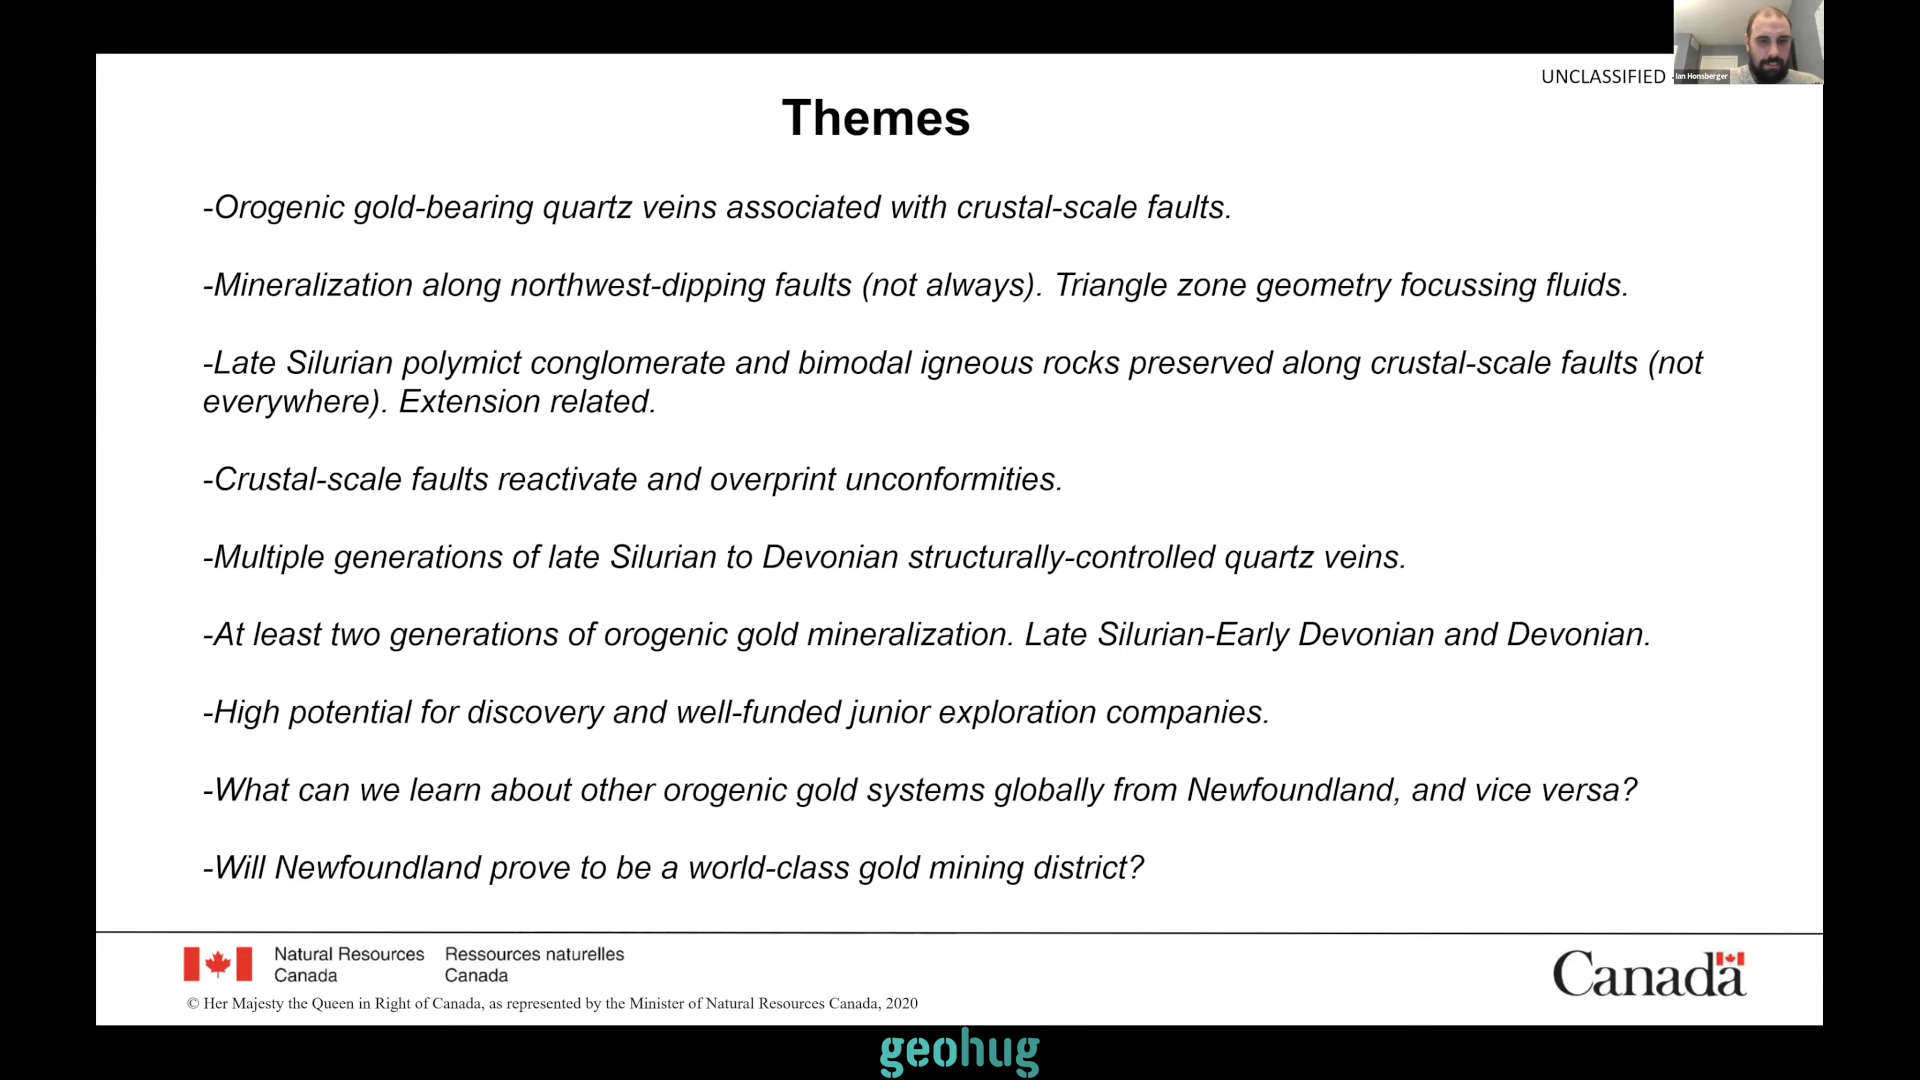 UNCLASSIFIED -
Ian Honsberger
Themes
-Orogenic gold-bearing quartz veins associated with crustal-scale faults.
-Mineralization along northwest-dipping faults (not always). Triangle zone geometry focussing fluids.
-Late Silurian polymict conglomerate and bimodal igneous rocks preserved along crustal-scale faults (not
everywhere). Extension related.
-Crustal-scale faults reactivate and overprint unconformities.
-Multiple generations of late Silurian to Devonian structurally-controlled quartz veins.
-At least two generations of orogenic gold mineralization. Late Silurian-Early Devonian and Devonian.
-High potential for discovery and well-funded junior exploration companies.
-What can we learn about other orogenic gold systems globally from Newfoundland, and vice versa?
-Will Newfoundland prove to be a world-class gold mining district?
Natural Resources Ressources naturelles
Canada Canada
Canada
© Her Majesty the Queen in Right of Canada, as represented by the Minister of Natural Resources Canada, 2020
geohug